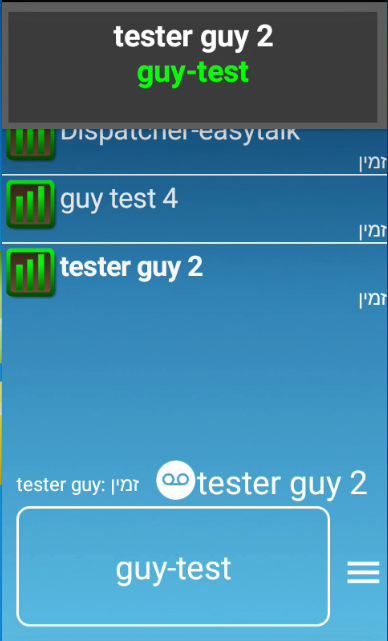 tester guy 2
guy-test
Dispatcher-easytalk
זמין
guy test 4
זמין
tester guy 2
זמין
tester guy: זמין
tester guy 2
guy-test